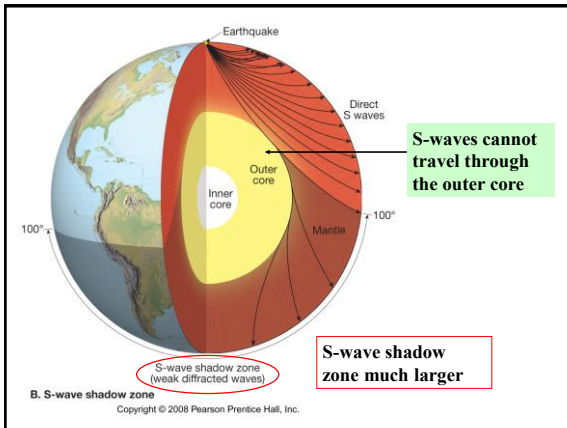 Earthquake
Direct
S waves
S-waves cannot
travel through
the outer core
Outer
core
Inner
core
100°
100°
Mantle
S-wave shadow
zone much larger
S-wave shadow zone
(weak diffracted waves)
B. S-wave shadow zone
Copyright © 2008 Pearson Prentice Hall, Inc.